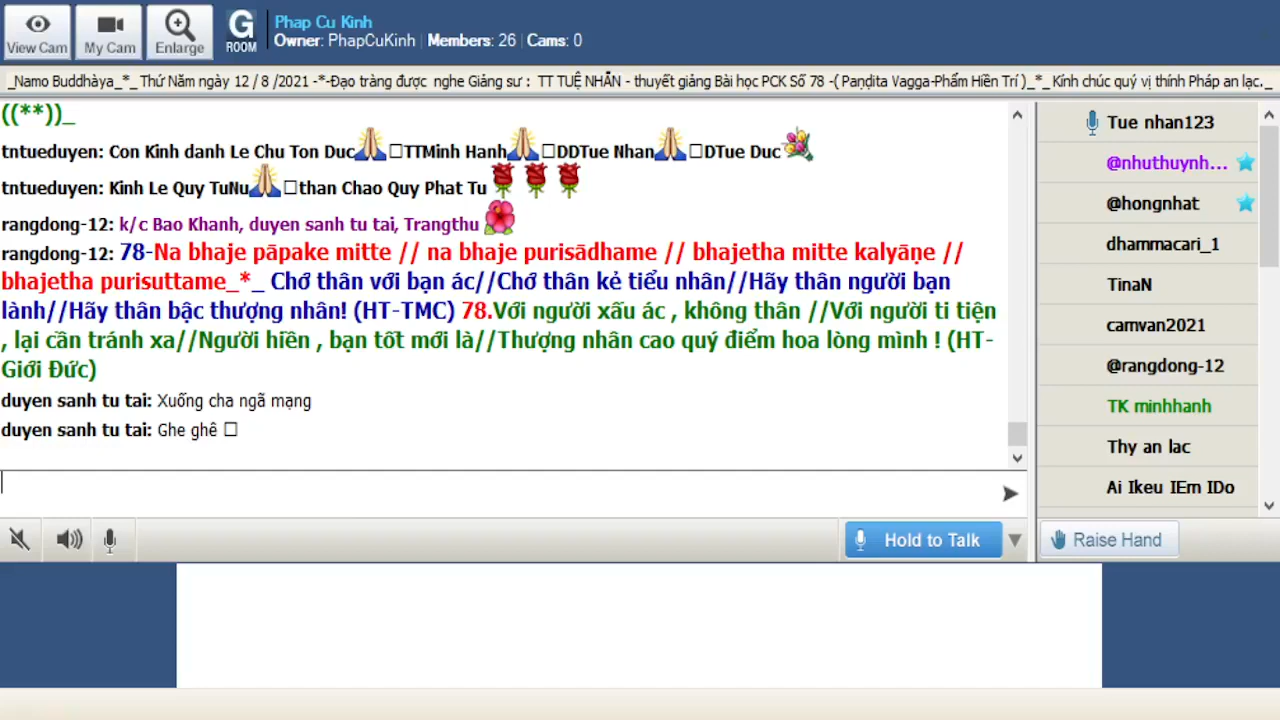 View Cam
My Cam
Enlarge
G
ROOM
Phap Cu Kinh
Owner: PhapCuKinh | Members: 26 | Cams: 0
_Namo Buddhàya_*_ Thứ Năm ngày 12 / 8 /2021 -*-Đạo tràng được nghe Giảng sư : TT TUỆ NHẪN - thuyết giảng Bài học PCK Số 78 -( Paṇḍita Vagga-Phẩm Hiền Trí )_*_ Kính chúc quý vị thính Pháp an lạc._
((**))_
tntueduyen: Con Kinh danh Le Chu Ton Duc🙏□TTMinh Hanh🙏□DDTue Nhan🙏□DTue Duc💐
tntueduyen: Kinh Le Quy TuNu🙏□than Chao Quy Phat Tu🌹🌹🌹
rangdong-12: k/c Bao Khanh, duyen sanh tu tai, Trangthu🌺
rangdong-12: 78-Na bhaje pāpake mitte // na bhaje purisādhame // bhajetha mitte kalyāṇe //
bhajetha purisuttame_*_ Chớ thân với bạn ác//Chớ thân kẻ tiểu nhân//Hãy thân người bạn
lành//Hãy thân bậc thượng nhân! (HT-TMC) 78.Với người xấu ác , không thân //Với người ti tiện
, lại cần tránh xa//Người hiền , bạn tốt mới là//Thượng nhân cao quý điểm hoa lòng mình ! (HT-
Giới Đức)
duyen sanh tu tai: Xuổng cha ngã mạng
duyen sanh tu tai: Ghe ghê □
Hold to Talk
Tue nhan123
@nhuthuynh...
@hongnhat
dhammacari_1
TinaN
camvan2021
@rangdong-12
TK minhhanh
Thy an lac
Ai Ikeu IEm IDo
Raise Hand